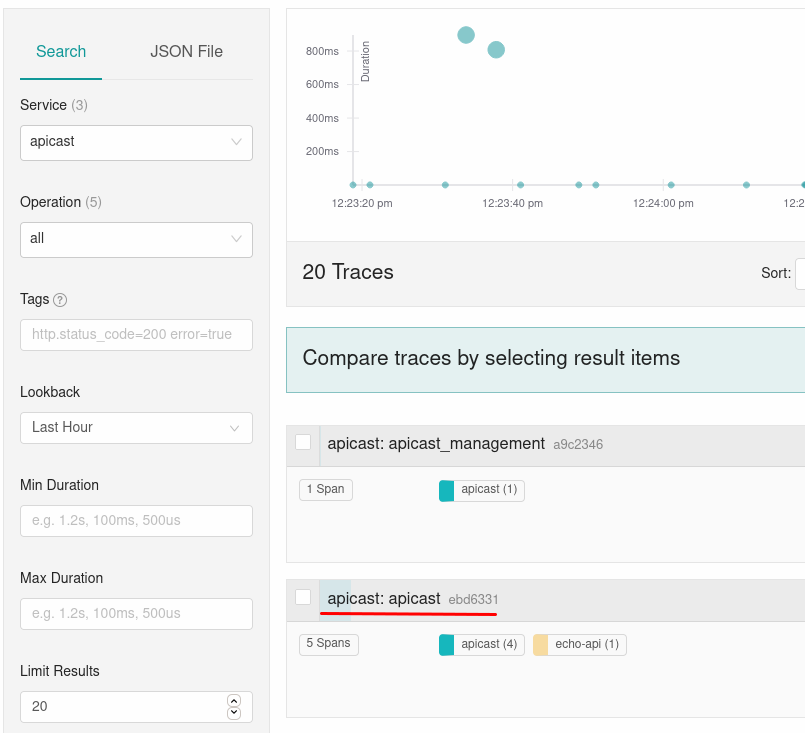 Search
JSON File
Service (3)
apicast
Operation (5)
all
Tags ?
http.status_code=200 error=true
Lookback
Last Hour
Min Duration
e.g. 1.2s, 100ms, 500us
Max Duration
e.g. 1.2s, 100ms, 500us
Limit Results
20
Duration
800ms
600ms
400ms
200ms
12:23:20 pm
12:23:40 pm
12:24:00 pm
12:2
20 Traces
Sort:
Compare traces by selecting result items
apicast: apicast_management a9c2346
1 Span
apicast (1)
apicast: apicast ebd6331
5 Spans
apicast (4)
echo-api (1)